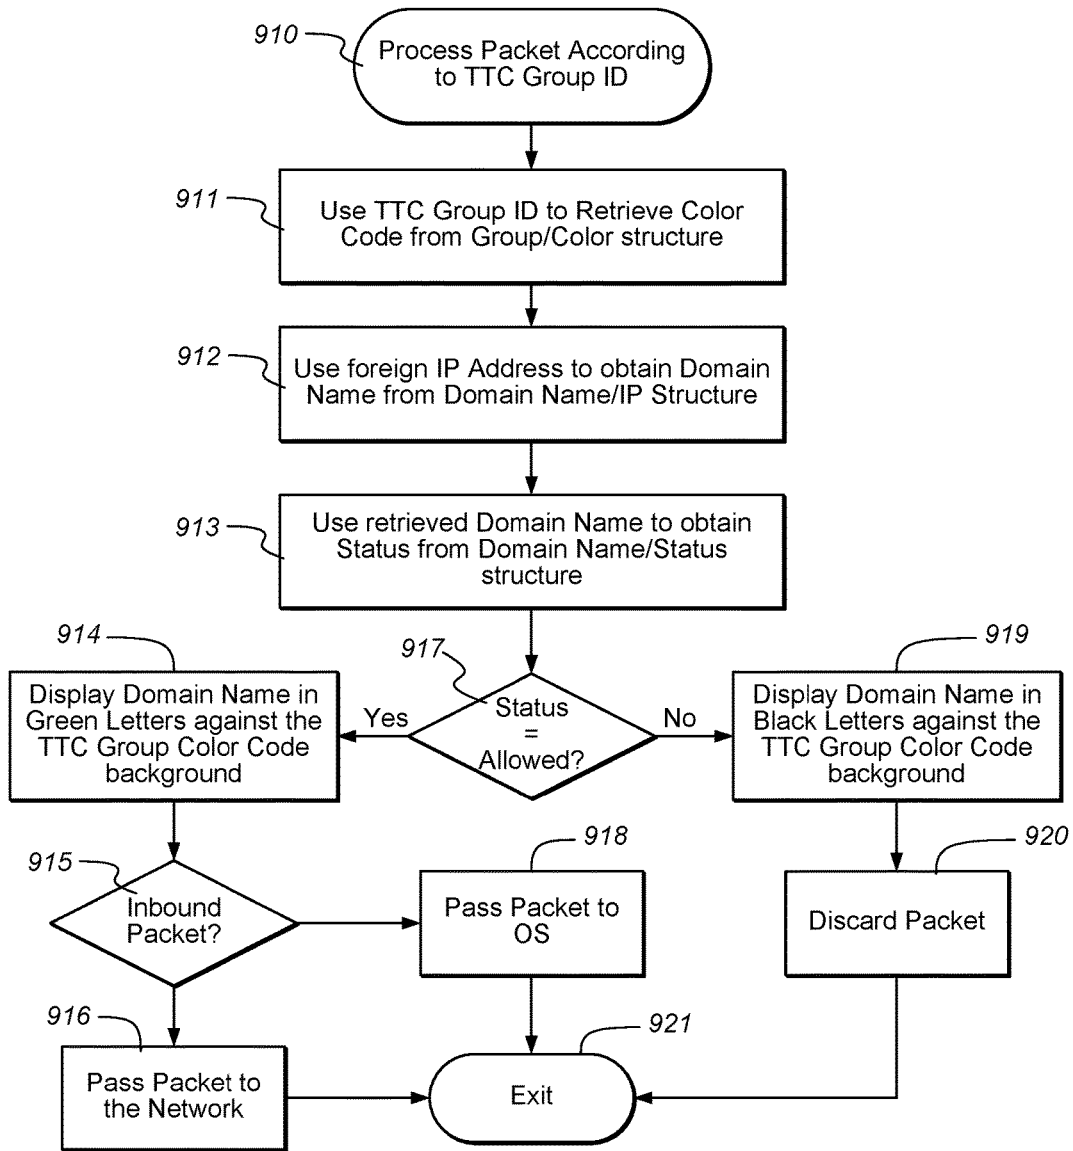 910
Process Packet According
to TTC Group ID
911
Use TTC Group ID to Retrieve Color
Code from Group/Color structure
912
Use foreign IP Address to obtain Domain
Name from Domain Name/IP Structure
913
Use retrieved Domain Name to obtain
Status from Domain Name/Status
structure
914
Display Domain Name in
Green Letters against the
TTC Group Color Code
background
917
Status
=
Allowed?
Yes
No
919
Display Domain Name in
Black Letters against the
TTC Group Color Code
background
915
Inbound
Packet?
918
Pass Packet to
OS
920
Discard Packet
916
Pass Packet to
the Network
921
Exit